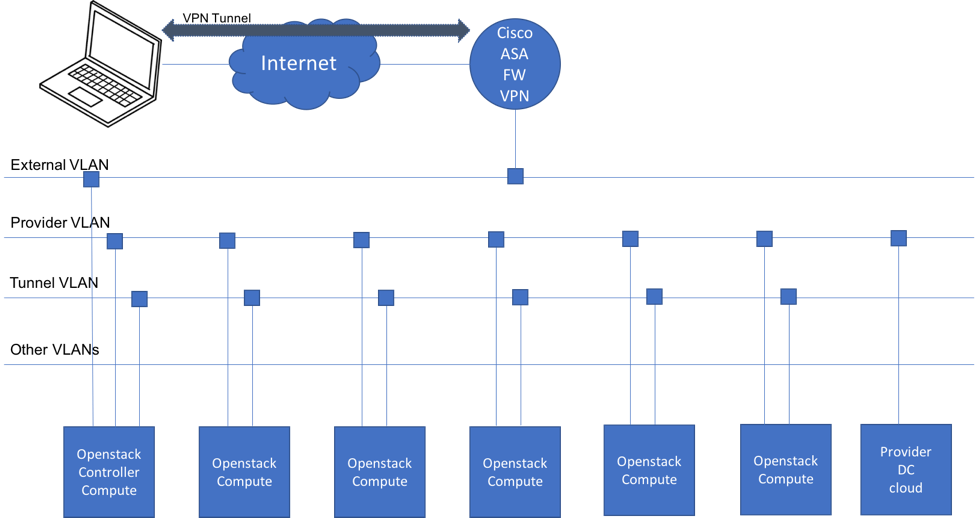 VPN Tunnel
Internet
Cisco
ASA
FW
VPN
External VLAN
Provider VLAN
Tunnel VLAN
Other VLANs
Openstack
Controller
Compute
Openstack
Compute
Openstack
Compute
Openstack
Compute
Openstack
Compute
Openstack
Compute
Provider
DC
cloud